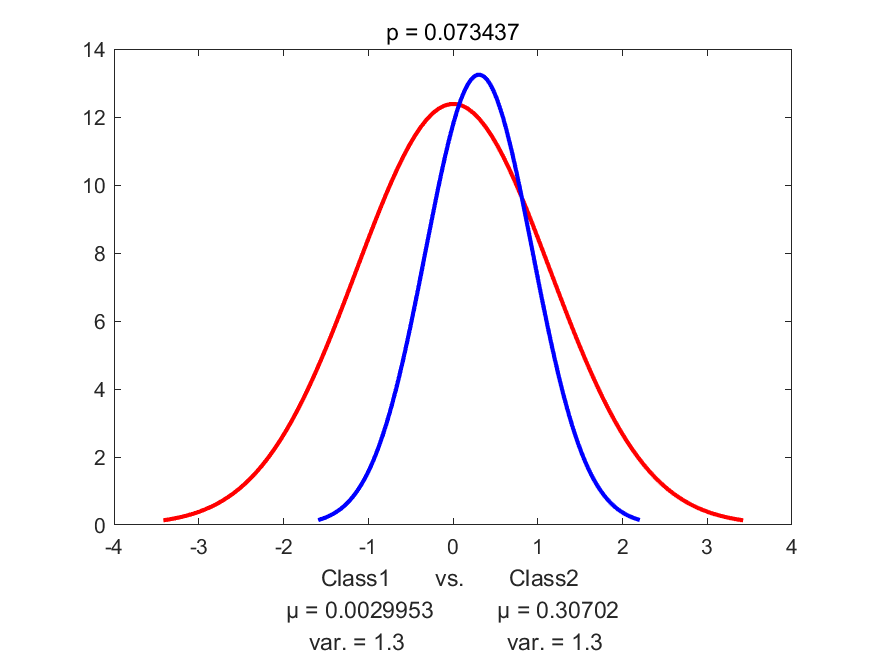 p = 0.073437
14
12
10
8
6
4
2
0
-4 -3 -2 -1 0 1 2 3 4
Class1 vs. Class2
μ = 0.0029953 μ = 0.30702
var. = 1.3 var. = 1.3